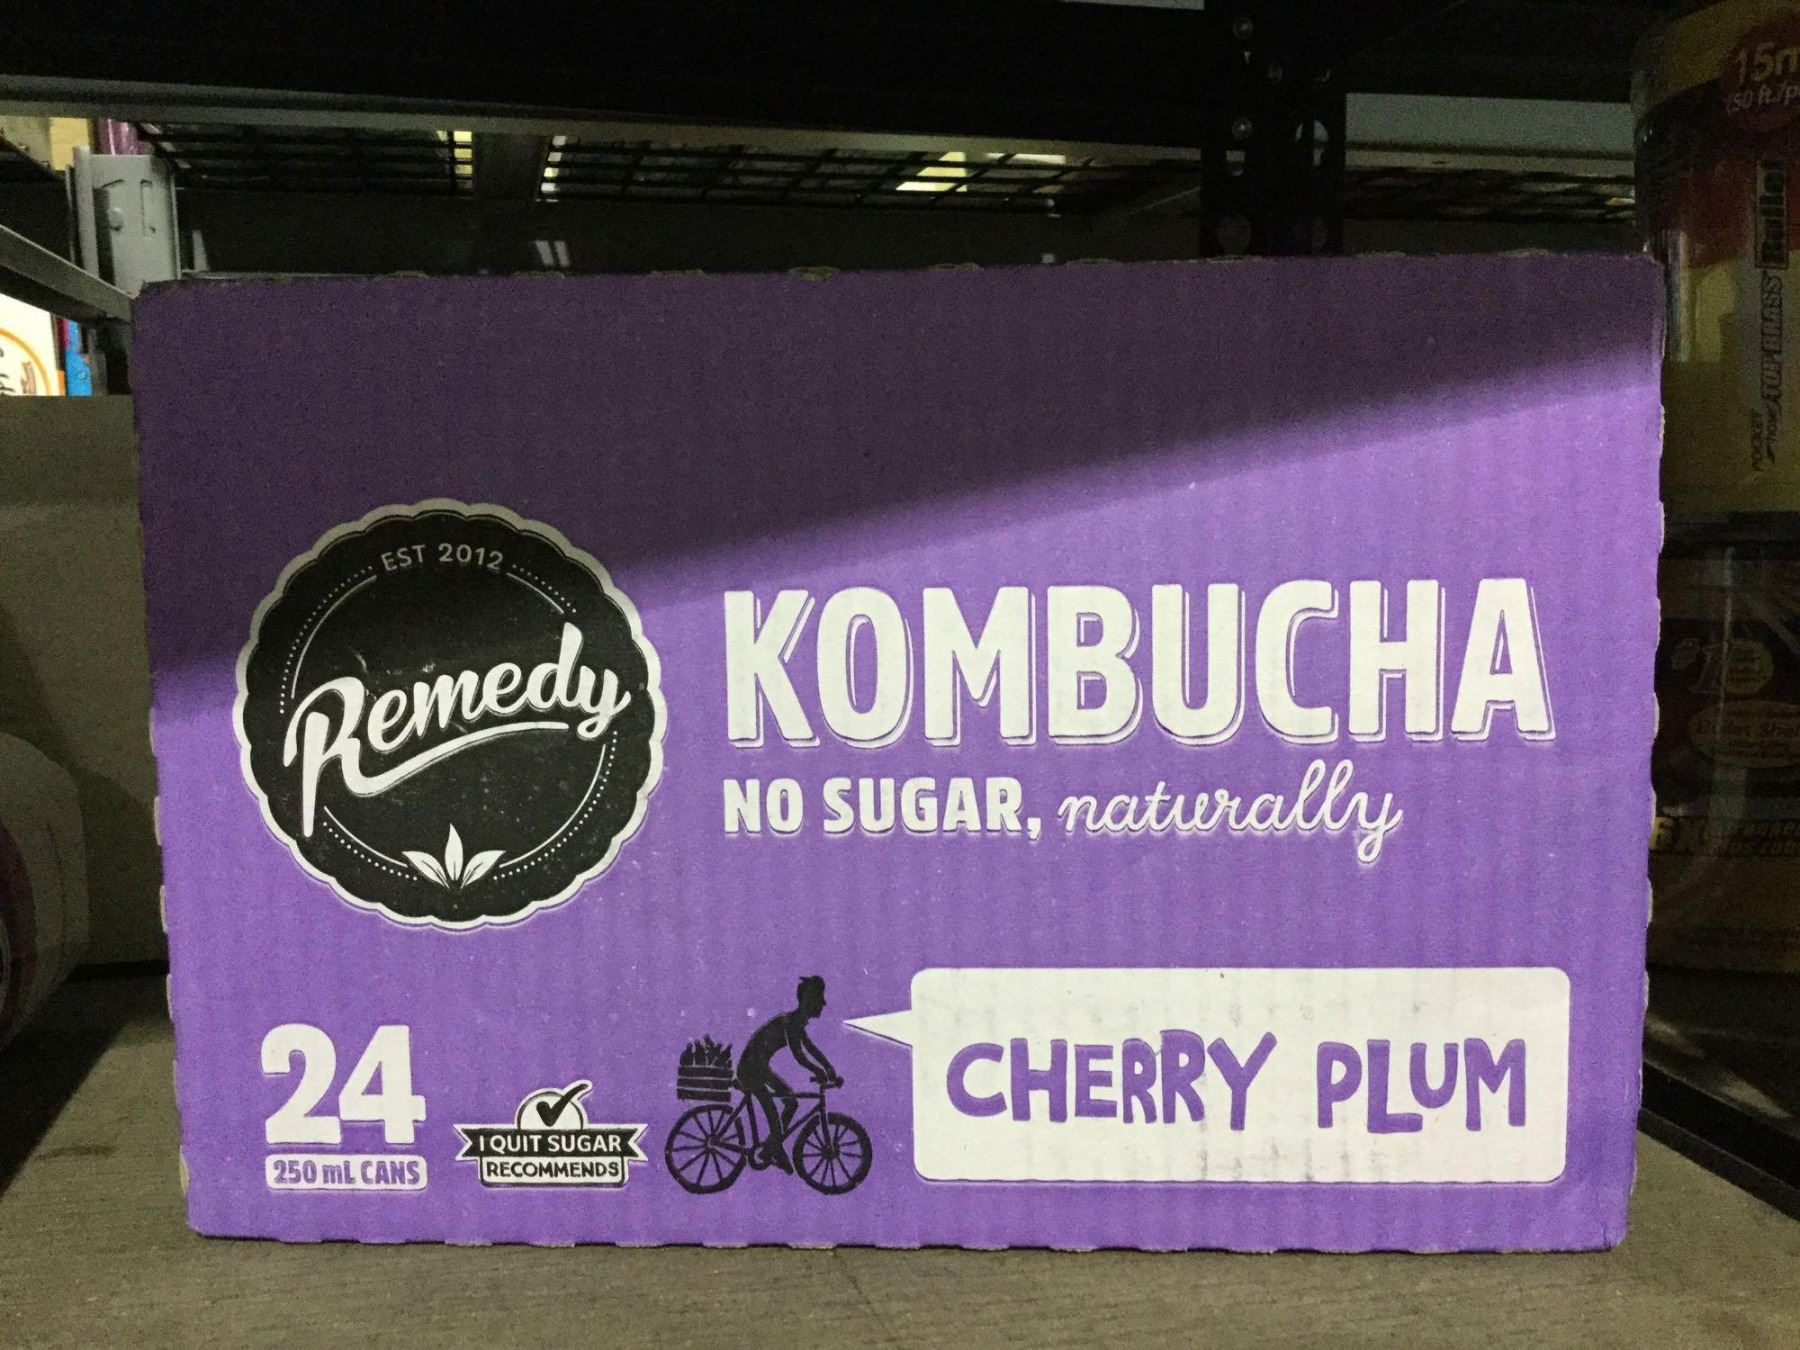 EST 2012
Remedy
KOMBUCHA
NO SUGAR, naturally
24
250 mL CANS
I QUIT SUGAR
RECOMMENDS
CHERRY PLUM